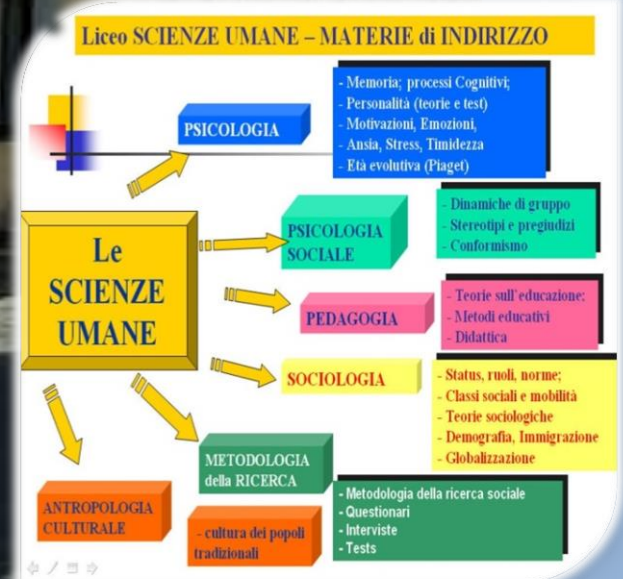 Liceo SCIENZE UMANE – MATERIE di INDIRIZZO
PSICOLOGIA
- Memoria; processi Cognitivi;
- Personalità (teorie e test)
- Motivazioni, Emozioni,
- Ansia, Stress, Timidezza
- Età evolutiva (Piaget)
Le
SCIENZE
UMANE
PSICOLOGIA
SOCIALE
- Dinamiche di gruppo
- Stereotipi e pregiudizi
- Conformismo
PEDAGOGIA
- Teorie sull'educazione;
- Metodi educativi
- Didattica
SOCIOLOGIA
- Status, ruoli, norme;
- Classi sociali e mobilità
- Teorie sociologiche
- Demografia, Immigrazione
- Globalizzazione
METODOLOGIA
della RICERCA
- Metodologia della ricerca sociale
- Questionari
- Interviste
- Tests
ANTROPOLOGIA
CULTURALE
- cultura dei popoli
tradizionali